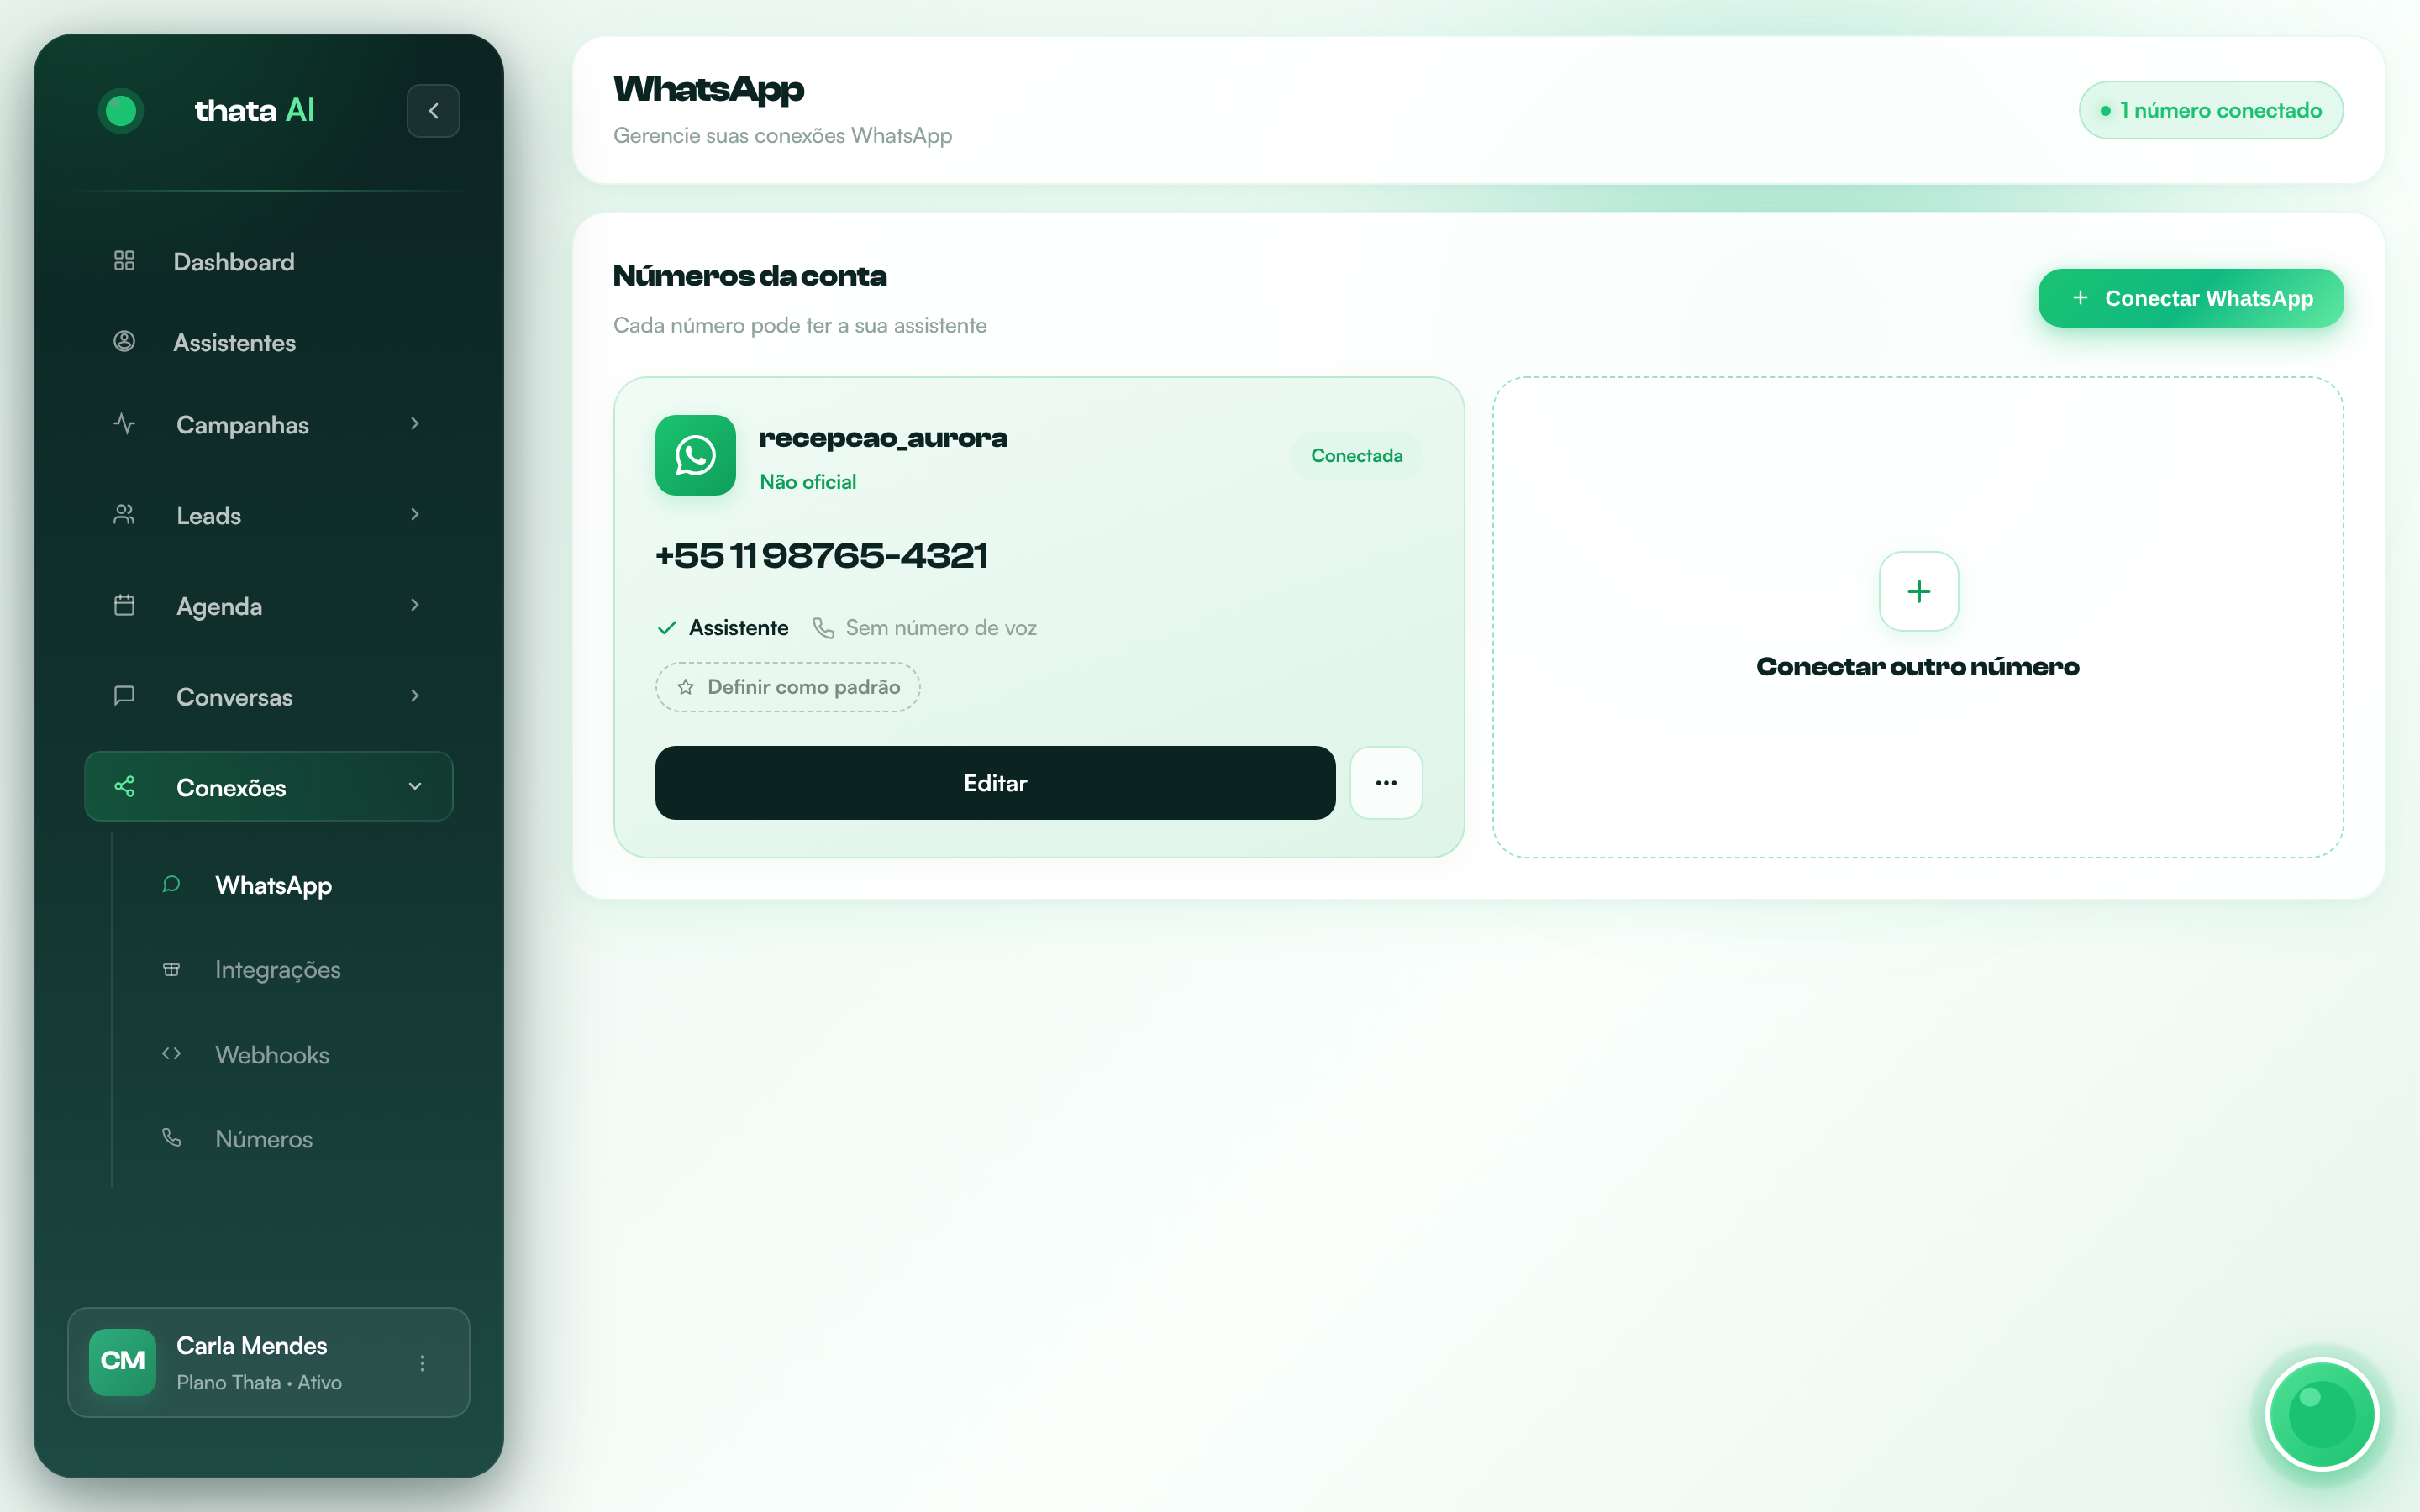 thata AI
Dashboard
Assistentes
Campanhas
Leads
Agenda
Conversas
Conexões
WhatsApp
Integrações
Webhooks
Números
CM
Carla Mendes
Plano Thata • Ativo
WhatsApp
Gerencie suas conexões WhatsApp
1 número conectado
Números da conta
Cada número pode ter a sua assistente
+ Conectar WhatsApp
recepcao_aurora
Não oficial
Conectada
+55 11 98765-4321
Assistente
Sem número de voz
Definir como padrão
Editar
Conectar outro número